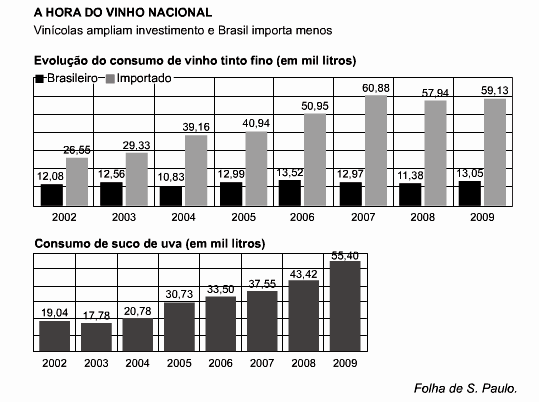 A HORA DO VINHO NACIONAL
Vinícolas ampliam investimento e Brasil importa menos
Evolução do consumo de vinho tinto fino (em mil litros)
Brasileiro Importado
12,08 26,55 12,56 29,33 10,83 39,16 12,99 40,94 13,52 50,95 12,97 60,88 11,38 57,94 13,05 59,13
2002 2003 2004 2005 2006 2007 2008 2009
Consumo de suco de uva (em mil litros)
19,04 17,78 20,78 30,73 33,50 37,55 43,42 55,40
2002 2003 2004 2005 2006 2007 2008 2009
Folha de S. Paulo.